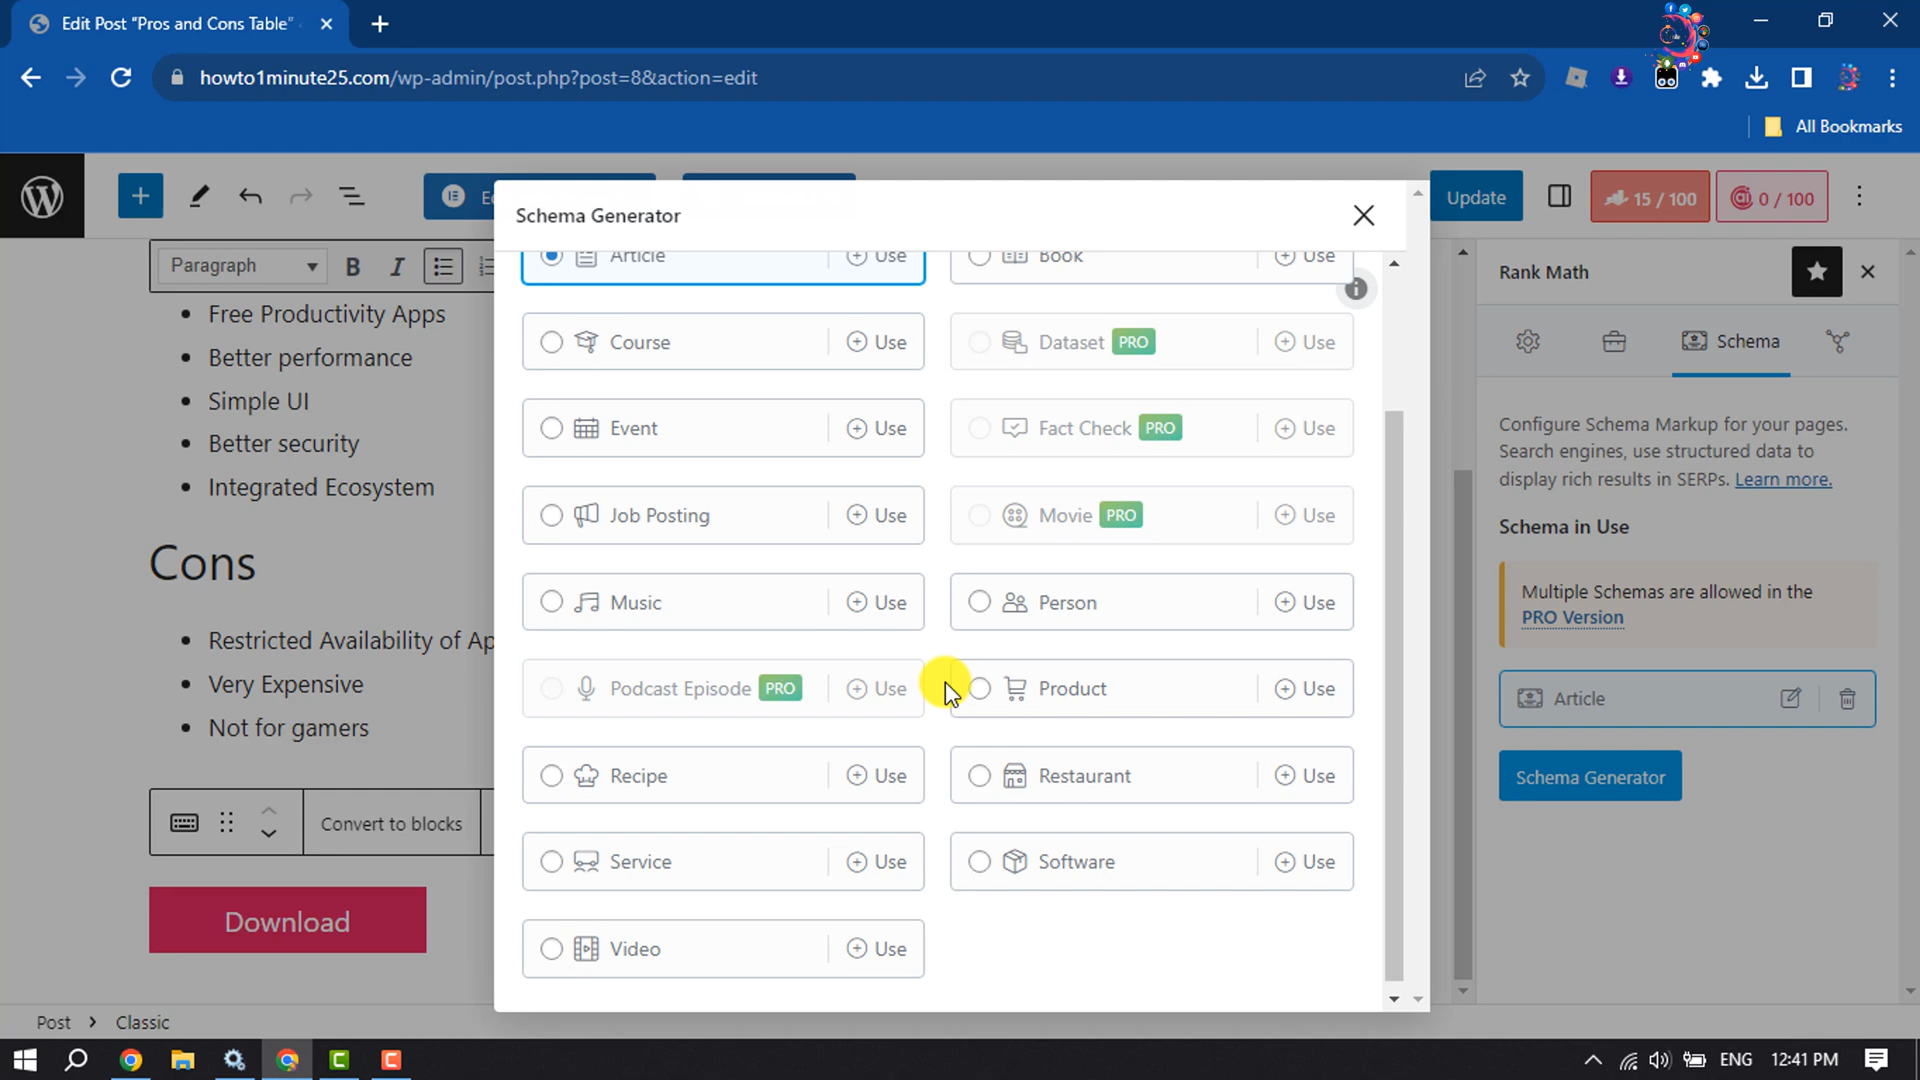 Edit Post “Pros and Cons Table”
howto1minute25.com/wp-admin/post.php?post=8&action=edit
All Bookmarks
Update
15 / 100
0 / 100
Paragraph
B
I
Free Productivity Apps
Better performance
Simple UI
Better security
Integrated Ecosystem
Cons
Restricted Availability of Ap
Very Expensive
Not for gamers
Convert to blocks
Download
Post
Classic
Schema Generator
Article
Use
Book
Use
Course
Use
Dataset PRO
Use
Event
Use
Fact Check PRO
Use
Job Posting
Use
Movie PRO
Use
Music
Use
Person
Use
Podcast Episode PRO
Use
Product
Use
Recipe
Use
Restaurant
Use
Service
Use
Software
Use
Video
Use
Rank Math
Schema
Configure Schema Markup for your pages.
Search engines, use structured data to
display rich results in SERPs. Learn more.
Schema in Use
Multiple Schemas are allowed in the
PRO Version
Article
Schema Generator
ENG
12:41 PM